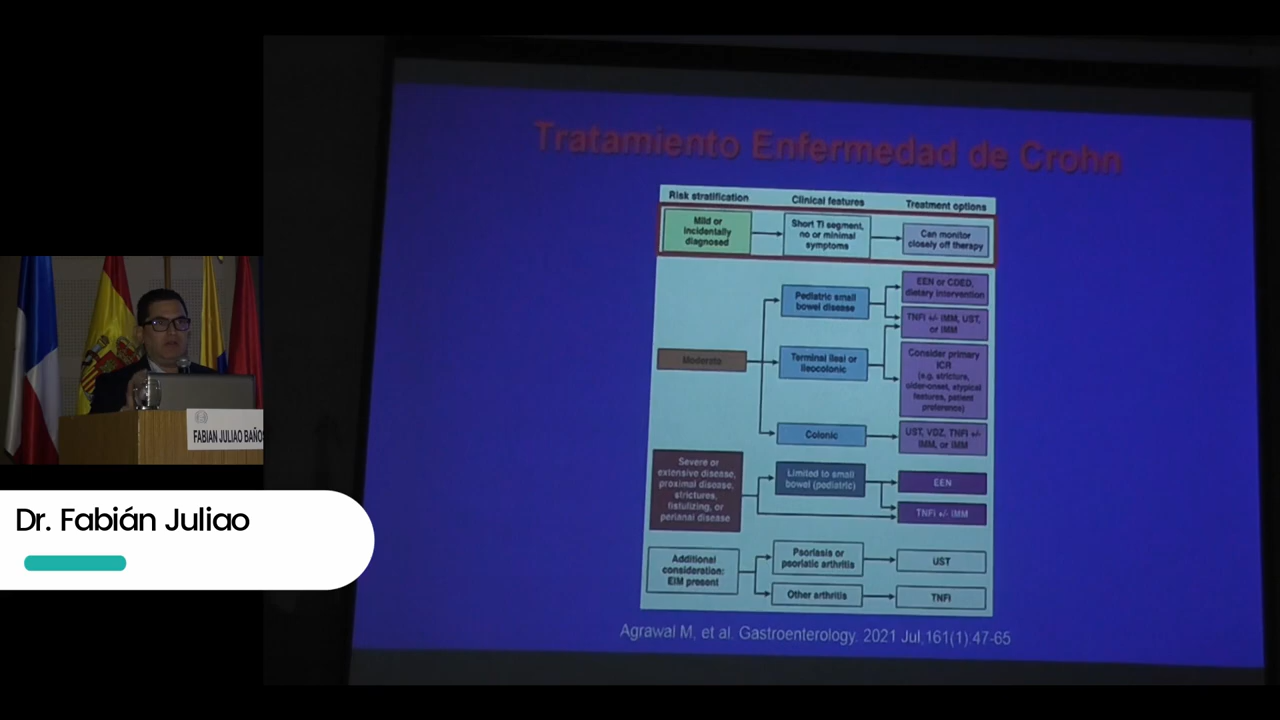 Tratamiento Enfermedad de Crohn
Risk stratification
Clinical features
Treatment options
Mild or
incidentally
diagnosed
Short TI segment,
no or minimal
symptoms
Can monitor
closely off therapy
Pediatric small
bowel disease
EEN or CDED,
dietary intervention
TNFi +/- IMM, UST,
or IMM
Moderate
Terminal ileal or
ileocolonic
Consider primary
ICR
(e.g. stricture,
older-onset, atypical
features, patient
preference)
Colonic
UST, VDZ, TNFi +/-
IMM, or IMM
Severe or
extensive disease,
proximal disease,
strictures,
fistulizing, or
perianal disease
Limited to small
bowel (pediatric)
EEN
TNFi +/- IMM
Additional
consideration:
EIM present
Psoriasis or
psoriatic arthritis
UST
Other arthritis
TNFi
Agrawal M, et al. Gastroenterology. 2021 Jul;161(1):47-65
FABIAN JULIAO BAÑOS
Dr. Fabián Juliao